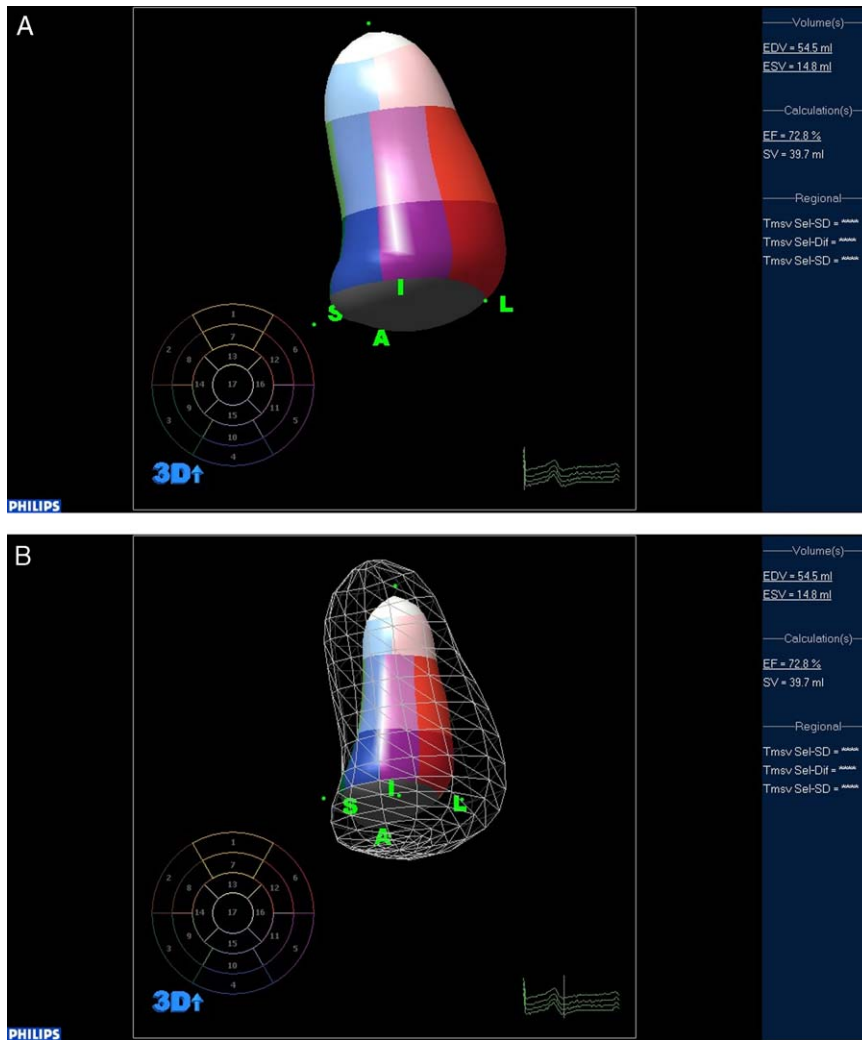 A
Volume(s)
EDV = 54.5 ml
ESV = 14.8 ml
Calculation(s)
EF = 72.8 %
SV = 39.7 ml
Regional
Tmsv Sel-SD = ****
Tmsv Sel-Dif = ****
Tmsv Sel-SD = ****
I
S
L
A
1
2
7
6
8
13
12
14
17
16
9
15
11
3
10
5
4
3D↑
PHILIPS
B
Volume(s)
EDV = 54.5 ml
ESV = 14.8 ml
Calculation(s)
EF = 72.8 %
SV = 39.7 ml
Regional
Tmsv Sel-SD = ****
Tmsv Sel-Dif = ****
Tmsv Sel-SD = ****
I
S
L
A
1
2
7
6
8
13
12
14
17
16
9
15
11
3
10
5
4
3D↑
PHILIPS